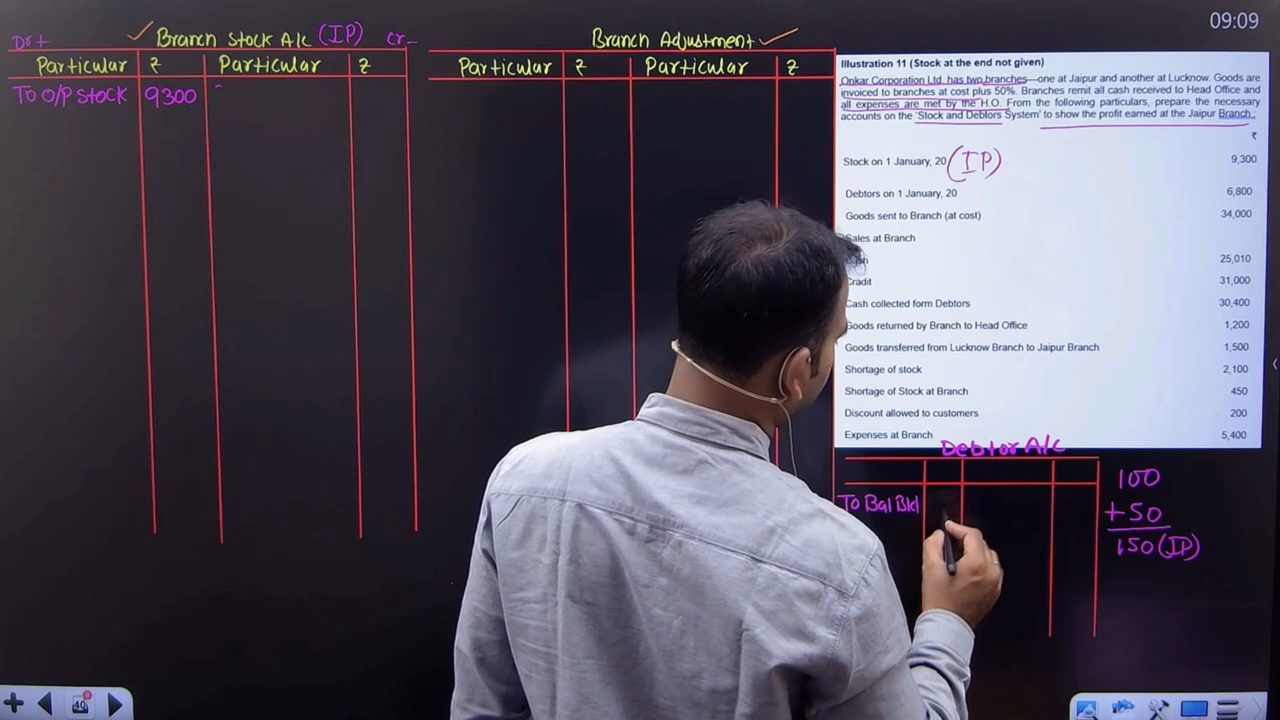 09:09
Dr+ Branch Stock A/c (IP) Cr-
Particular ₹ Particular ₹
To O/P Stock 9300
Branch Adjustment
Particular ₹ Particular ₹
Illustration 11 (Stock at the end not given)
Onkar Corporation Ltd. has two branches—one at Jaipur and another at Lucknow. Goods are
invoiced to branches at cost plus 50%. Branches remit all cash received to Head Office and
all expenses are met by the H.O. From the following particulars, prepare the necessary
accounts on the 'Stock and Debtors System' to show the profit earned at the Jaipur Branch.
₹
Stock on 1 January, 20 (IP) 9,300
Debtors on 1 January, 20 6,800
Goods sent to Branch (at cost) 34,000
Sales at Branch
25,010
Cradit 31,000
Cash collected form Debtors 30,400
Goods returned by Branch to Head Office 1,200
Goods transferred from Lucknow Branch to Jaipur Branch 1,500
Shortage of stock 2,100
Shortage of Stock at Branch 450
Discount allowed to customers 200
Expenses at Branch 5,400
Debtor A/c
To Bal B/d
100
+50
150 (IP)
40